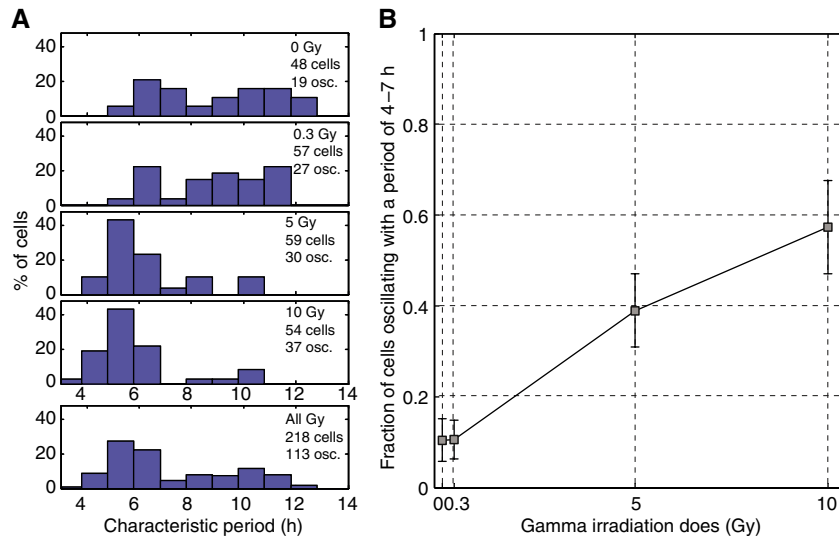 A
40
20
0
0 Gy
48 cells
19 osc.
40
20
0
0.3 Gy
57 cells
27 osc.
40
20
0
5 Gy
59 cells
30 osc.
40
20
0
10 Gy
54 cells
37 osc.
4 6 8 10 12 14
40
20
0
All Gy
218 cells
113 osc.
4 6 8 10 12 14
% of cells
Characteristic period (h)
B
Fraction of cells oscillating with a period of 4–7 h
1
0.8
0.6
0.4
0.2
0
00.3 5 10
Gamma irradiation does (Gy)